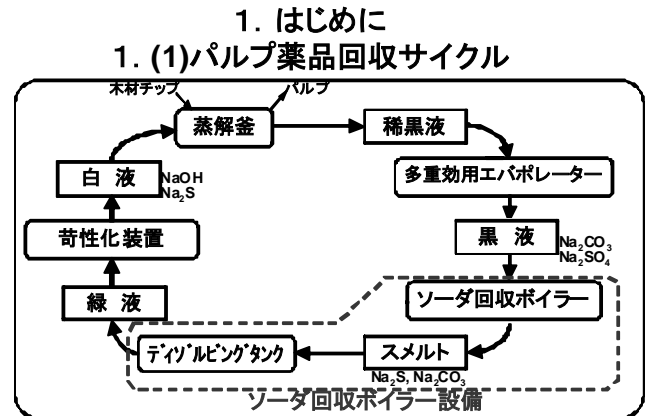 1. はじめに
1. (1)パルプ薬品回収サイクル
木材チップ
パルプ
蒸解釜
稀黒液
白 液
NaOH
Na2S
多重効用エバポレーター
苛性化装置
黒 液
Na2CO3
Na2SO4
緑 液
ソーダ回収ボイラー
ディゾルビングタンク
スメルト
Na2S, Na2CO3
ソーダ回収ボイラー設備